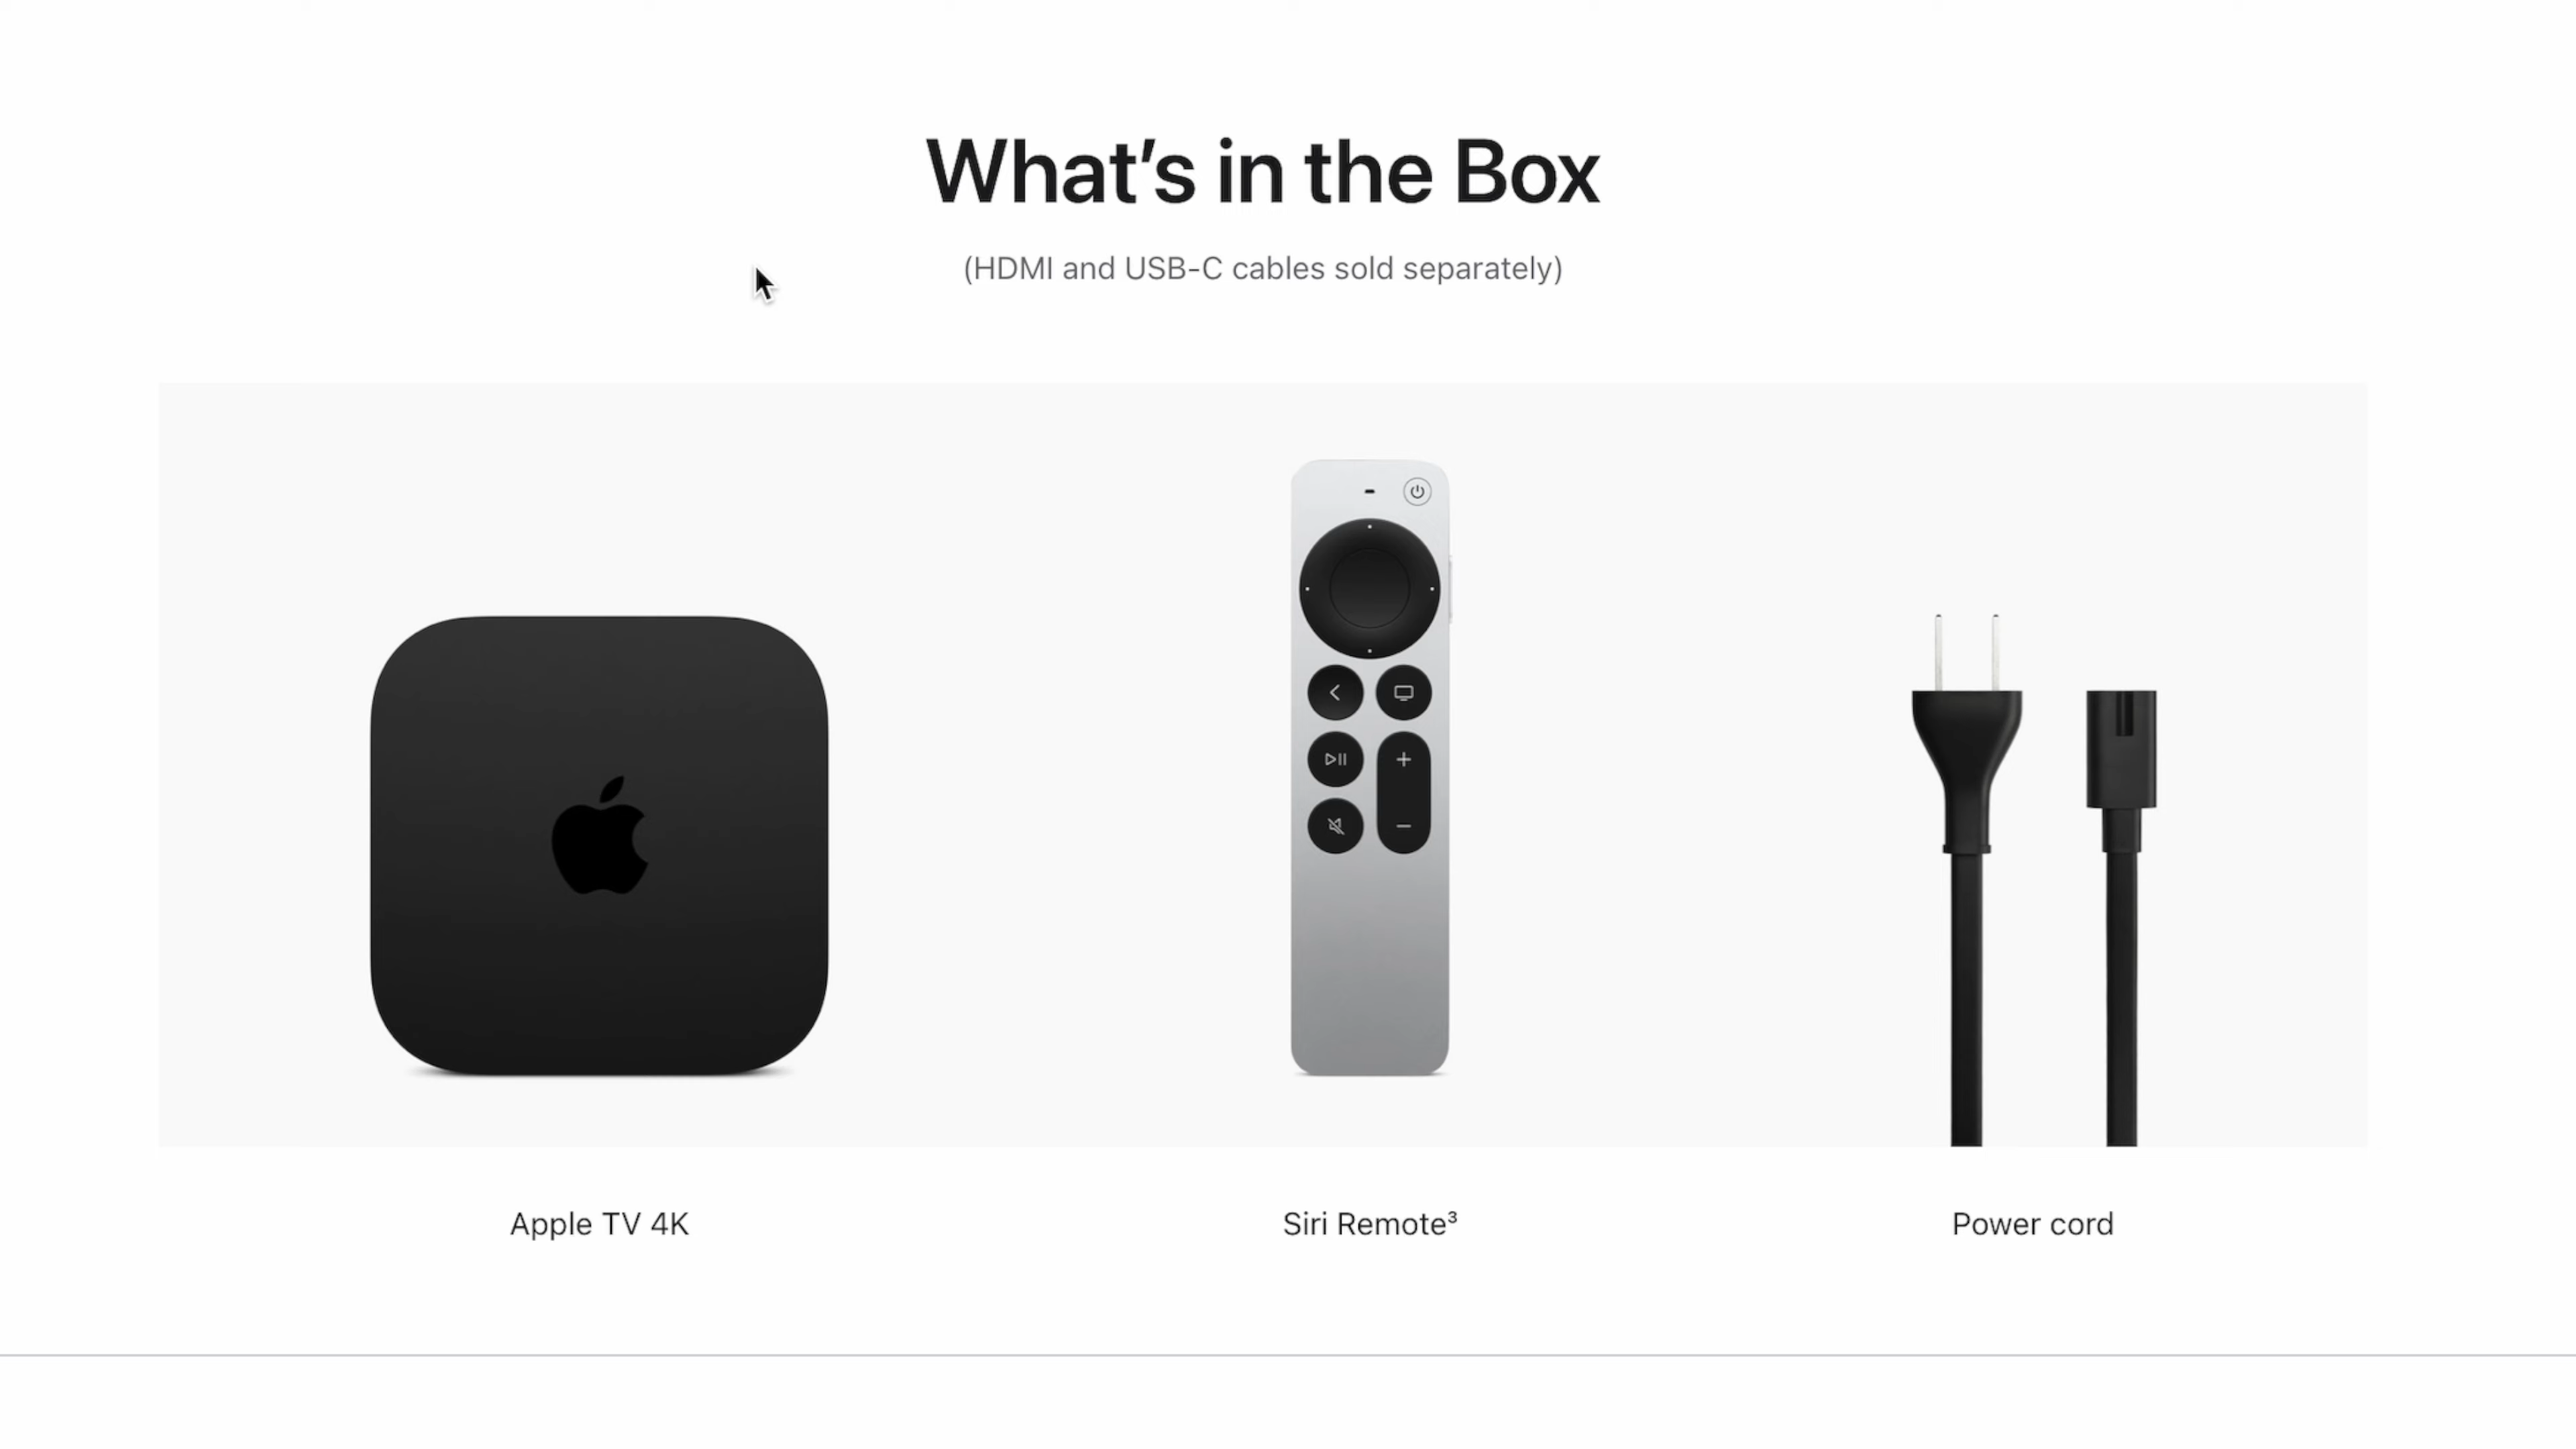 What's in the Box
(HDMI and USB-C cables sold separately)
Apple TV 4K
Siri Remote³
Power cord